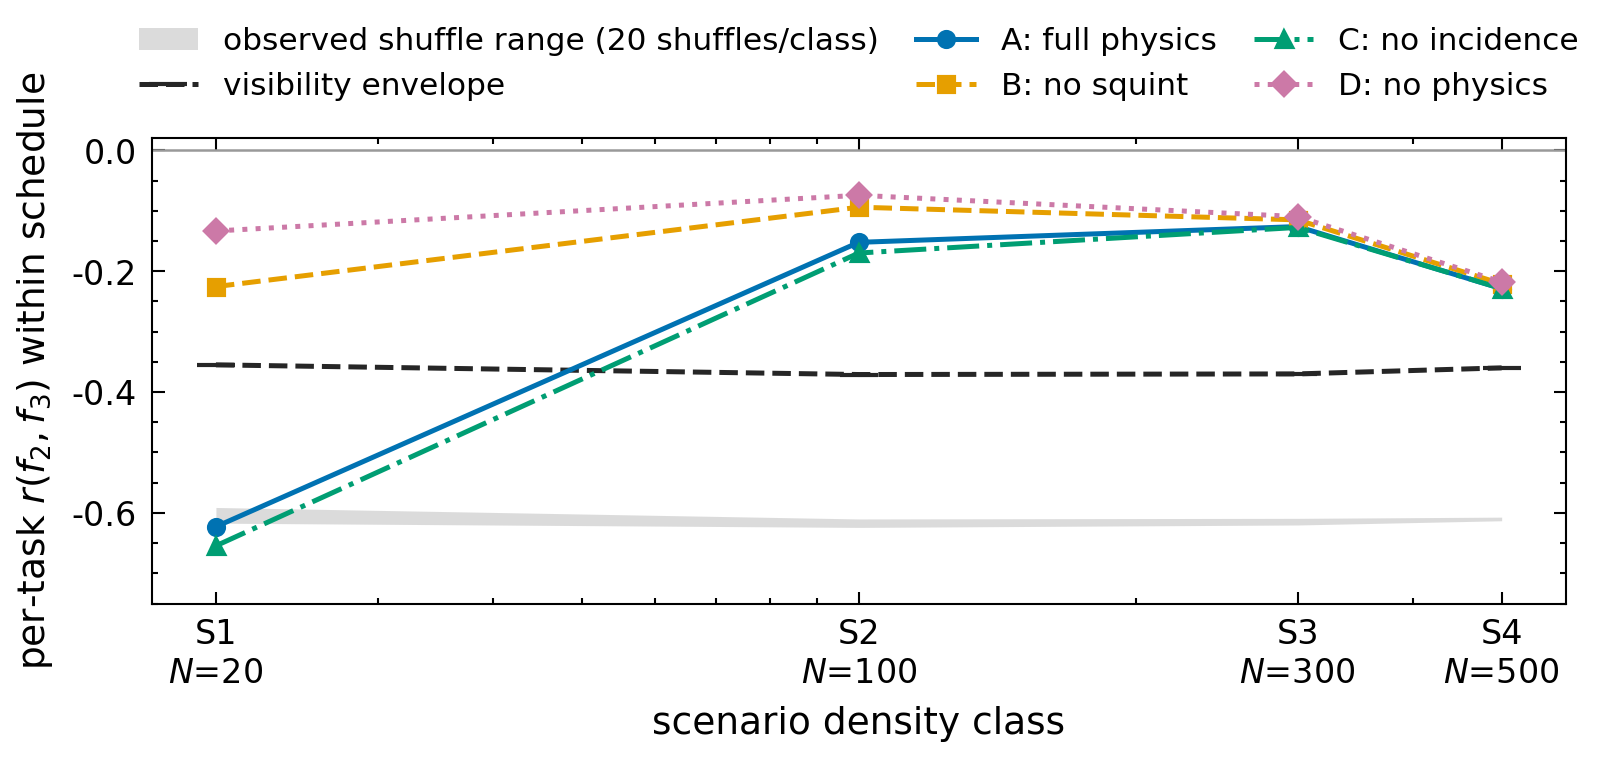 observed shuffle range (20 shuffles/class)
visibility envelope
A: full physics
B: no squint
C: no incidence
D: no physics
per-task r(f₂, f₃) within schedule
0.0
-0.2
-0.4
-0.6
S1
N=20
S2
N=100
S3
N=300
S4
N=500
scenario density class